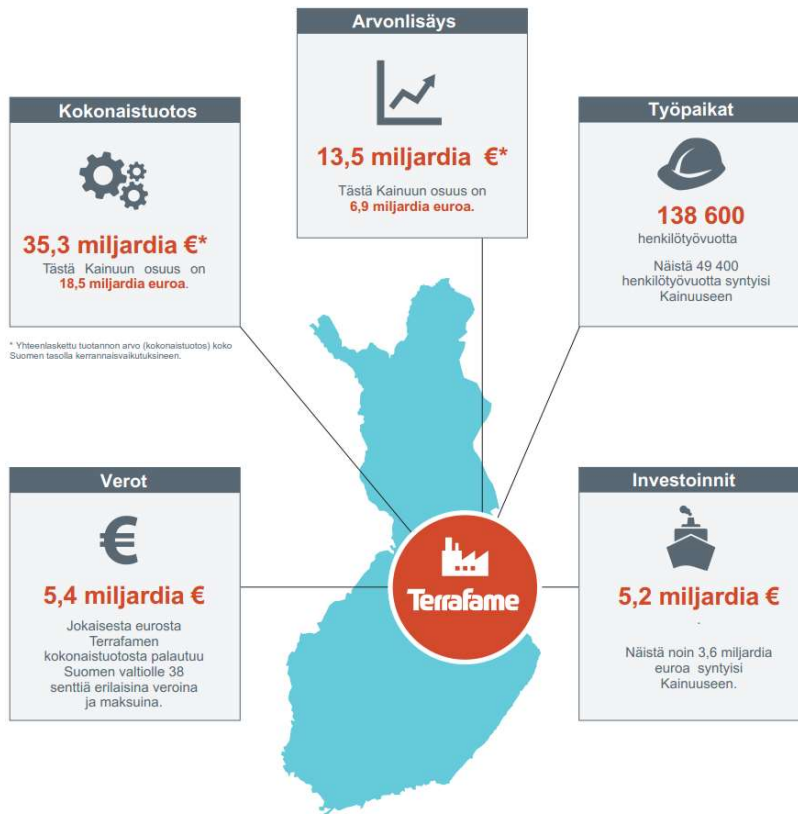 Arvonlisäys
13,5 miljardia €*
Tästä Kainuun osuus on
6,9 miljardia euroa.
Kokonaistuotos
35,3 miljardia €*
Tästä Kainuun osuus on
18,5 miljardia euroa.
* Yhteenlaskettu tuotannon arvo (kokonaistuotos) koko
Suomen tasolla kerrannaisvaikutuksineen.
Työpaikat
138 600
henkilötyövuotta
Näistä 49 400
henkilötyövuotta syntyisi
Kainuuseen
Verot
€
5,4 miljardia €
Jokaisesta eurosta
Terrafamen
kokonaistuotosta palautuu
Suomen valtiolle 38
senttiä erilaisina veroina
ja maksuina.
Terrafame
Investoinnit
5,2 miljardia €
.
Näistä noin 3,6 miljardia
euroa syntyisi
Kainuuseen.